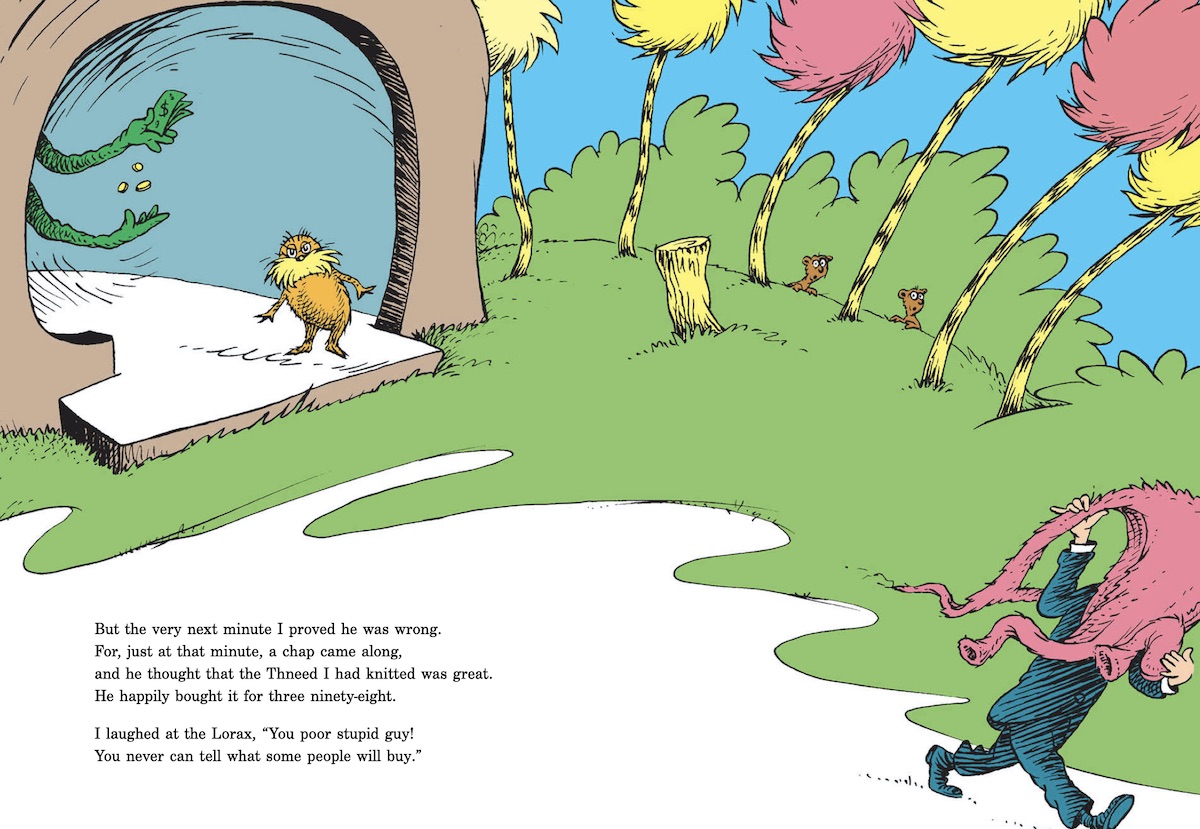 But the very next minute I proved he was wrong.
For, just at that minute, a chap came along,
and he thought that the Thneed I had knitted was great.
He happily bought it for three ninety-eight.
I laughed at the Lorax, “You poor stupid guy!
You never can tell what some people will buy.”